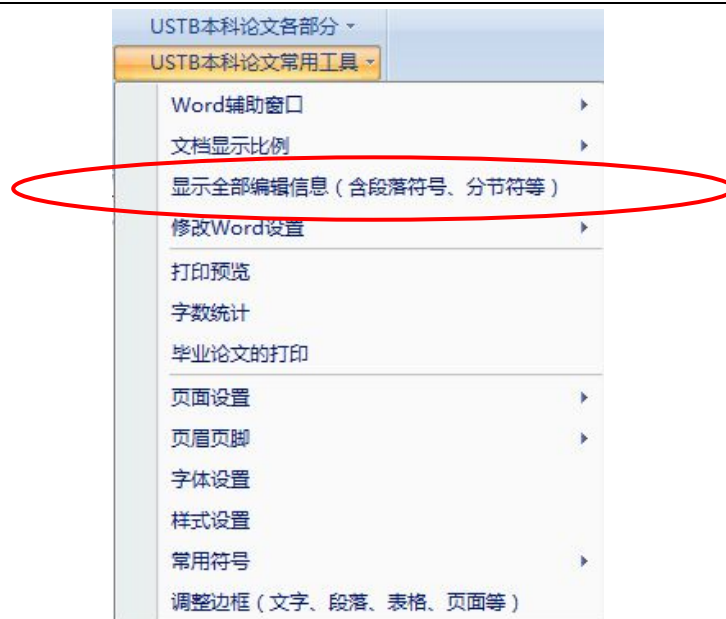 USTB本科论文各部分
USTB本科论文常用工具
Word辅助窗口
文档显示比例
显示全部编辑信息（含段落符号、分节符等）
修改Word设置
打印预览
字数统计
毕业论文的打印
页面设置
页眉页脚
字体设置
样式设置
常用符号
调整边框（文字、段落、表格、页面等）